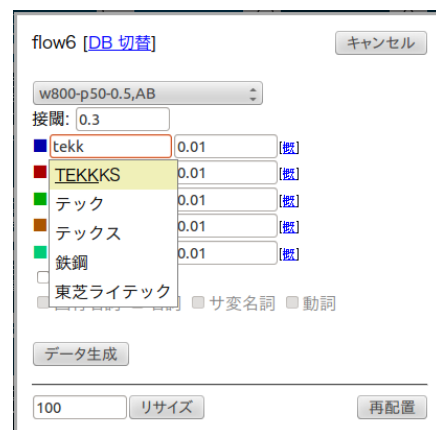 flow6 [DB 切替] キャンセル
w800-p50-0.5,AB
接閾: 0.3
tekk 0.01 [概]
TEKKKS 0.01 [概]
テック 0.01 [概]
テックス 0.01 [概]
鉄鋼 0.01 [概]
東芝ライテック
サ変名詞 動詞
データ生成
100 リサイズ 再配置